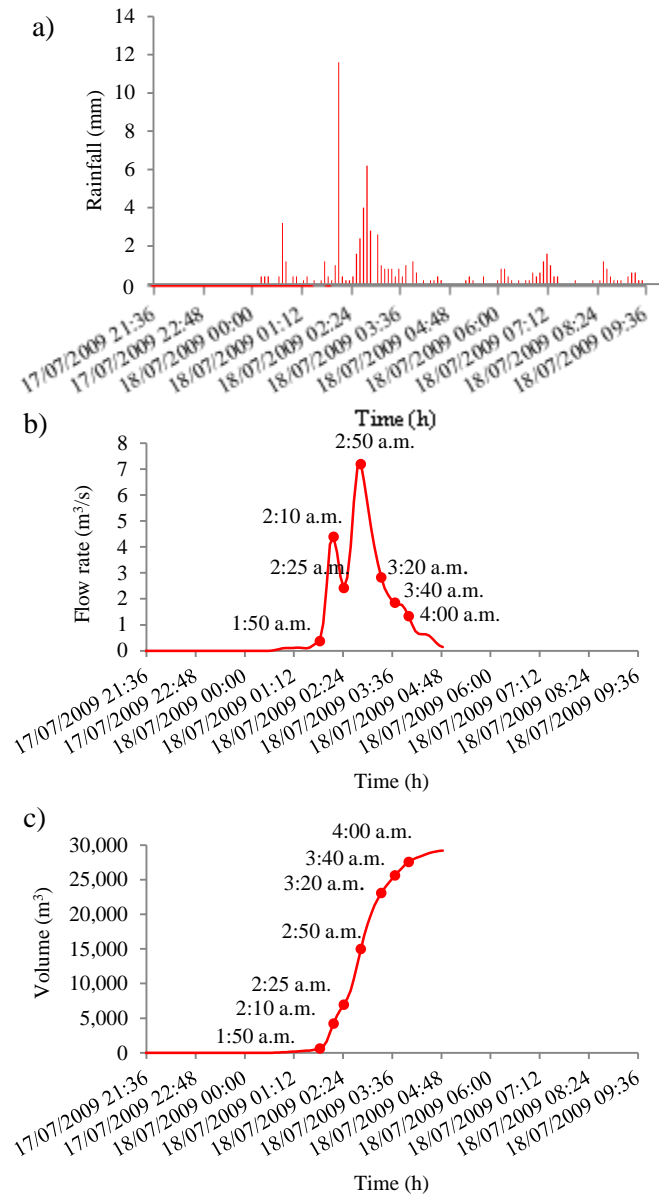 a)
Rainfall (mm)
14
12
10
8
6
4
2
0
17/07/2009 21:36
17/07/2009 22:48
18/07/2009 00:00
18/07/2009 01:12
18/07/2009 02:24
18/07/2009 03:36
18/07/2009 04:48
18/07/2009 06:00
18/07/2009 07:12
18/07/2009 08:24
18/07/2009 09:36
Time (h)
b)
Flow rate (m³/s)
8
7
6
5
4
3
2
1
0
2:50 a.m.
2:10 a.m.
2:25 a.m.
3:20 a.m.
3:40 a.m.
1:50 a.m.
4:00 a.m.
17/07/2009 21:36
17/07/2009 22:48
18/07/2009 00:00
18/07/2009 01:12
18/07/2009 02:24
18/07/2009 03:36
18/07/2009 04:48
18/07/2009 06:00
18/07/2009 07:12
18/07/2009 08:24
18/07/2009 09:36
Time (h)
c)
Volume (m³)
30,000
25,000
20,000
15,000
10,000
5,000
0
4:00 a.m.
3:40 a.m.
3:20 a.m.
2:50 a.m.
2:25 a.m.
2:10 a.m.
1:50 a.m.
17/07/2009 21:36
17/07/2009 22:48
18/07/2009 00:00
18/07/2009 01:12
18/07/2009 02:24
18/07/2009 03:36
18/07/2009 04:48
18/07/2009 06:00
18/07/2009 07:12
18/07/2009 08:24
18/07/2009 09:36
Time (h)